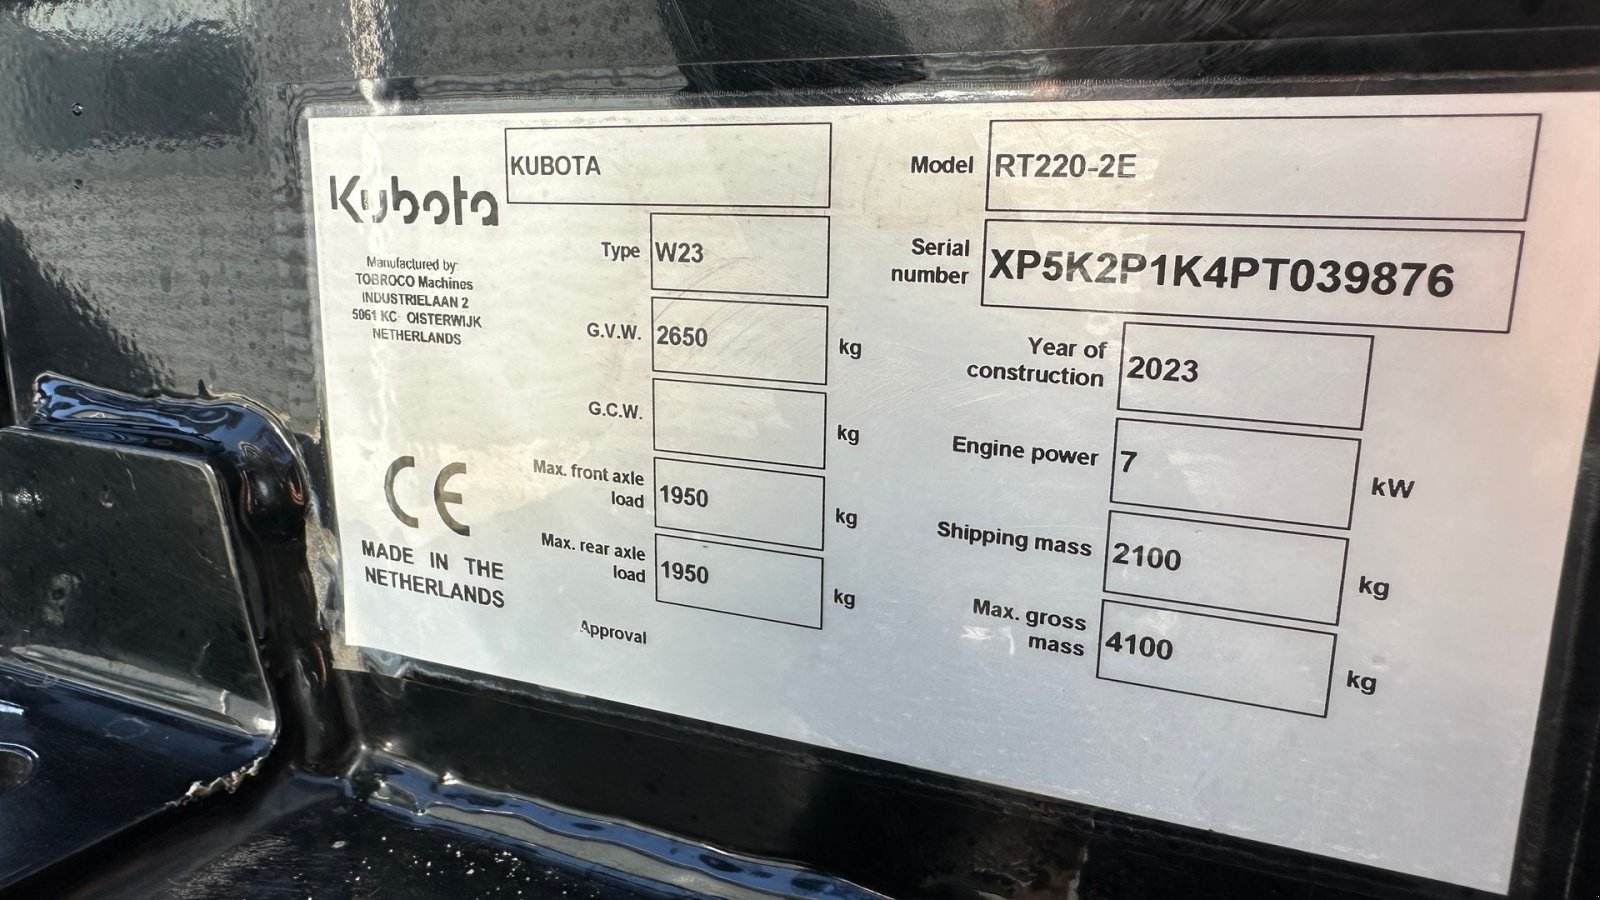 KUBOTA
Kubota
Manufactured by:
TOBROCO Machines
INDUSTRIELAAN 2
5061 KC OISTERWIJK
NETHERLANDS
CE
MADE IN THE
NETHERLANDS
Type W23
G.V.W. 2650 kg
G.C.W. kg
Max. front axle
load 1950 kg
Max. rear axle
load 1950 kg
Approval
Model RT220-2E
Serial
number XP5K2P1K4PT039876
Year of
construction 2023
Engine power 7 kW
Shipping mass 2100 kg
Max. gross
mass 4100 kg